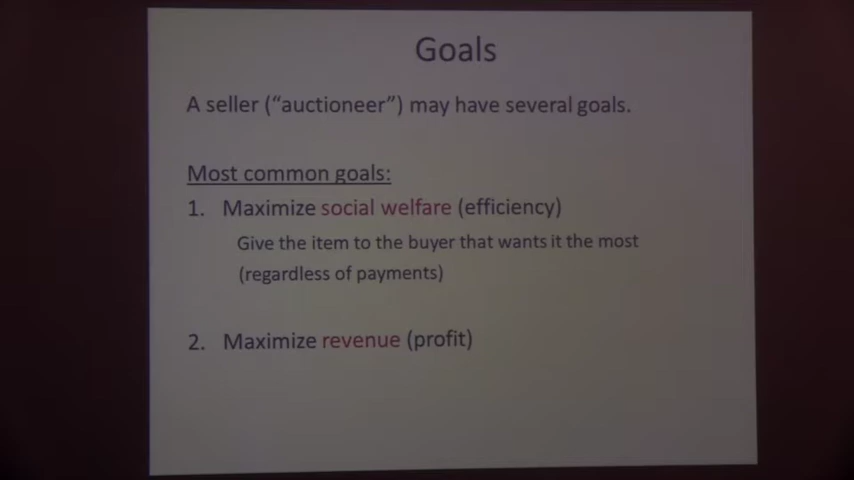 Goals
A seller (“auctioneer”) may have several goals.
Most common goals:
1. Maximize social welfare (efficiency)
Give the item to the buyer that wants it the most
(regardless of payments)
2. Maximize revenue (profit)